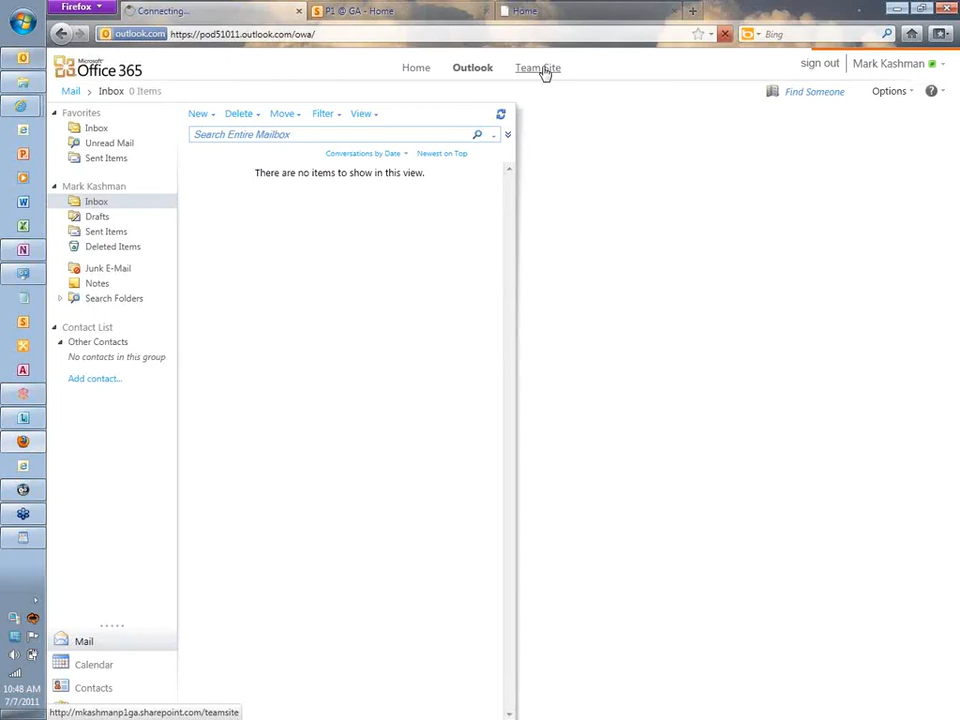 Firefox
Connecting...
P1 @ GA - Home
Home
outlook.com
https://pod51011.outlook.com/owa/
Bing
Microsoft
Office 365
Home
Outlook
Team Site
sign out
Mark Kashman
Mail > Inbox 0 Items
Find Someone
Options
Favorites
Inbox
Unread Mail
Sent Items
Mark Kashman
Inbox
Drafts
Sent Items
Deleted Items
Junk E-Mail
Notes
Search Folders
Contact List
Other Contacts
No contacts in this group
Add contact...
New
Delete
Move
Filter
View
Search Entire Mailbox
Conversations by Date
Newest on Top
There are no items to show in this view.
Mail
Calendar
Contacts
10:48 AM
7/7/2011
http://mkashmanp1ga.sharepoint.com/teamsite